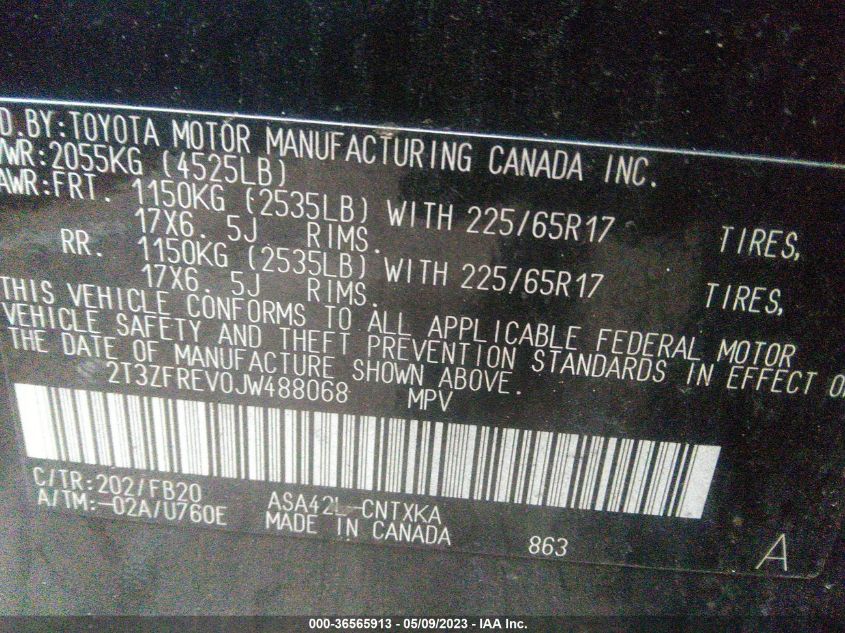 D.BY:TOYOTA MOTOR MANUFACTURING CANADA INC.
WR:2055KG (4525LB)
AWR:FRT. 1150KG (2535LB) WITH 225/65R17 TIRES,
17X6. 5J RIMS.
RR. 1150KG (2535LB) WITH 225/65R17 TIRES,
17X6. 5J RIMS.
THIS VEHICLE CONFORMS TO ALL APPLICABLE FEDERAL MOTOR
VEHICLE SAFETY AND THEFT PREVENTION STANDARDS IN EFFECT O
THE DATE OF MANUFACTURE SHOWN ABOVE.
2T3ZFREV0JW488068 MPV
C/TR:202/FB20 ASA42L-CNTXKA
A/TM:-02A/U760E MADE IN CANADA 863 A
000-36565913 - 05/09/2023 - IAA Inc.